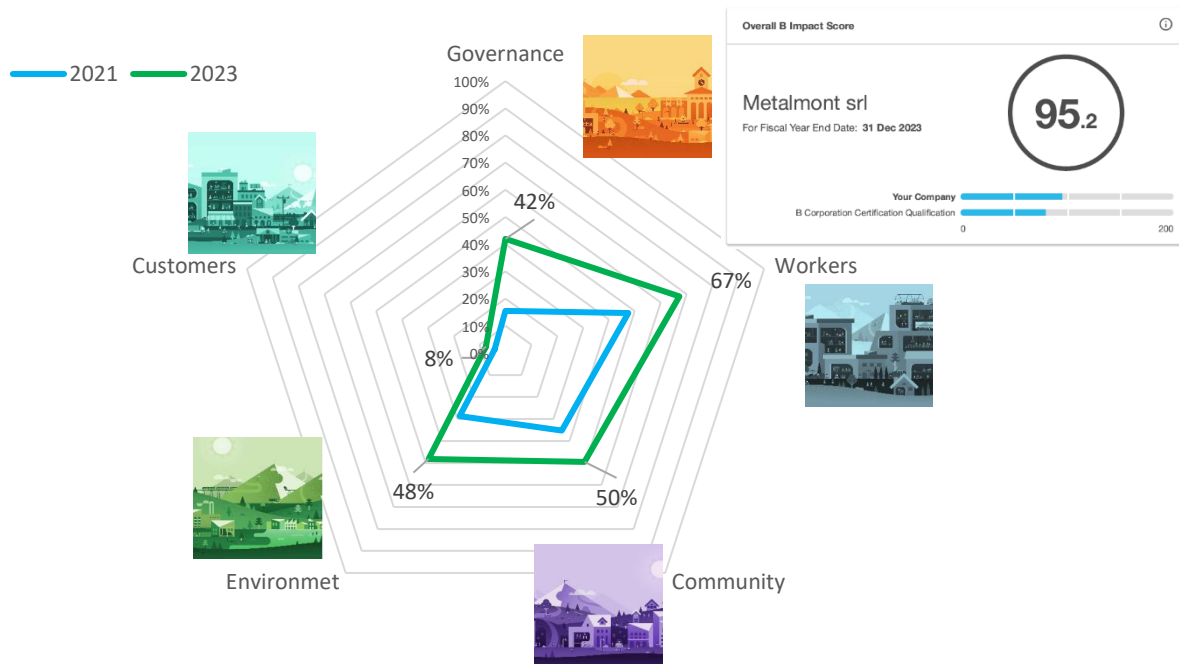 Governance
2021
2023
100%
90%
80%
70%
60%
50%
40%
30%
20%
10%
0%
42%
67%
50%
48%
8%
Customers
Workers
Environmet
Community
Overall B Impact Score
Metalmont srl
For Fiscal Year End Date: 31 Dec 2023
95.2
Your Company
B Corporation Certification Qualification
0 200